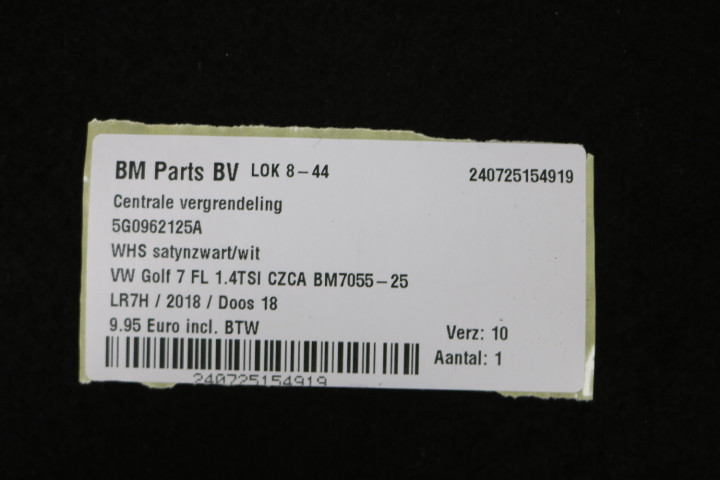 BM Parts BV LOK 8-44 240725154919
Centrale vergrendeling
5G0962125A
WHS satynzwart/wit
VW Golf 7 FL 1.4TSI CZCA BM7055-25
LR7H / 2018 / Doos 18
9.95 Euro incl. BTW Verz: 10
Aantal: 1
240725154919